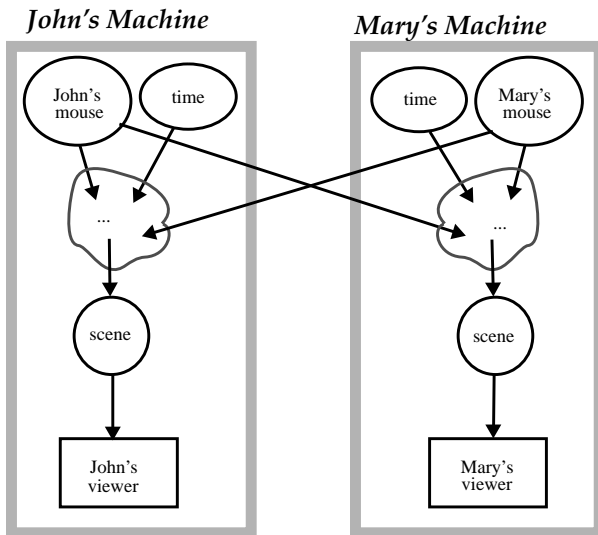 John's Machine
John's
mouse
time
...
scene
John's
viewer
Mary's Machine
time
Mary's
mouse
...
scene
Mary's
viewer